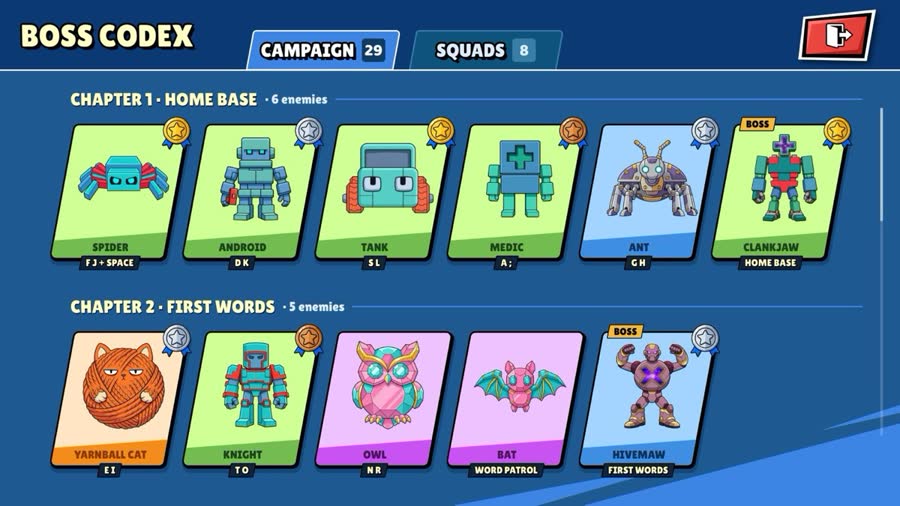 BOSS CODEX
CAMPAIGN 29
SQUADS 8
CHAPTER 1 · HOME BASE · 6 enemies
BOSS
SPIDER
F J + SPACE
ANDROID
D K
TANK
S L
MEDIC
A ;
ANT
G H
CLANKJAW
HOME BASE
CHAPTER 2 · FIRST WORDS · 5 enemies
BOSS
YARNBALL CAT
E I
KNIGHT
T O
OWL
N R
BAT
WORD PATROL
HIVEMAW
FIRST WORDS